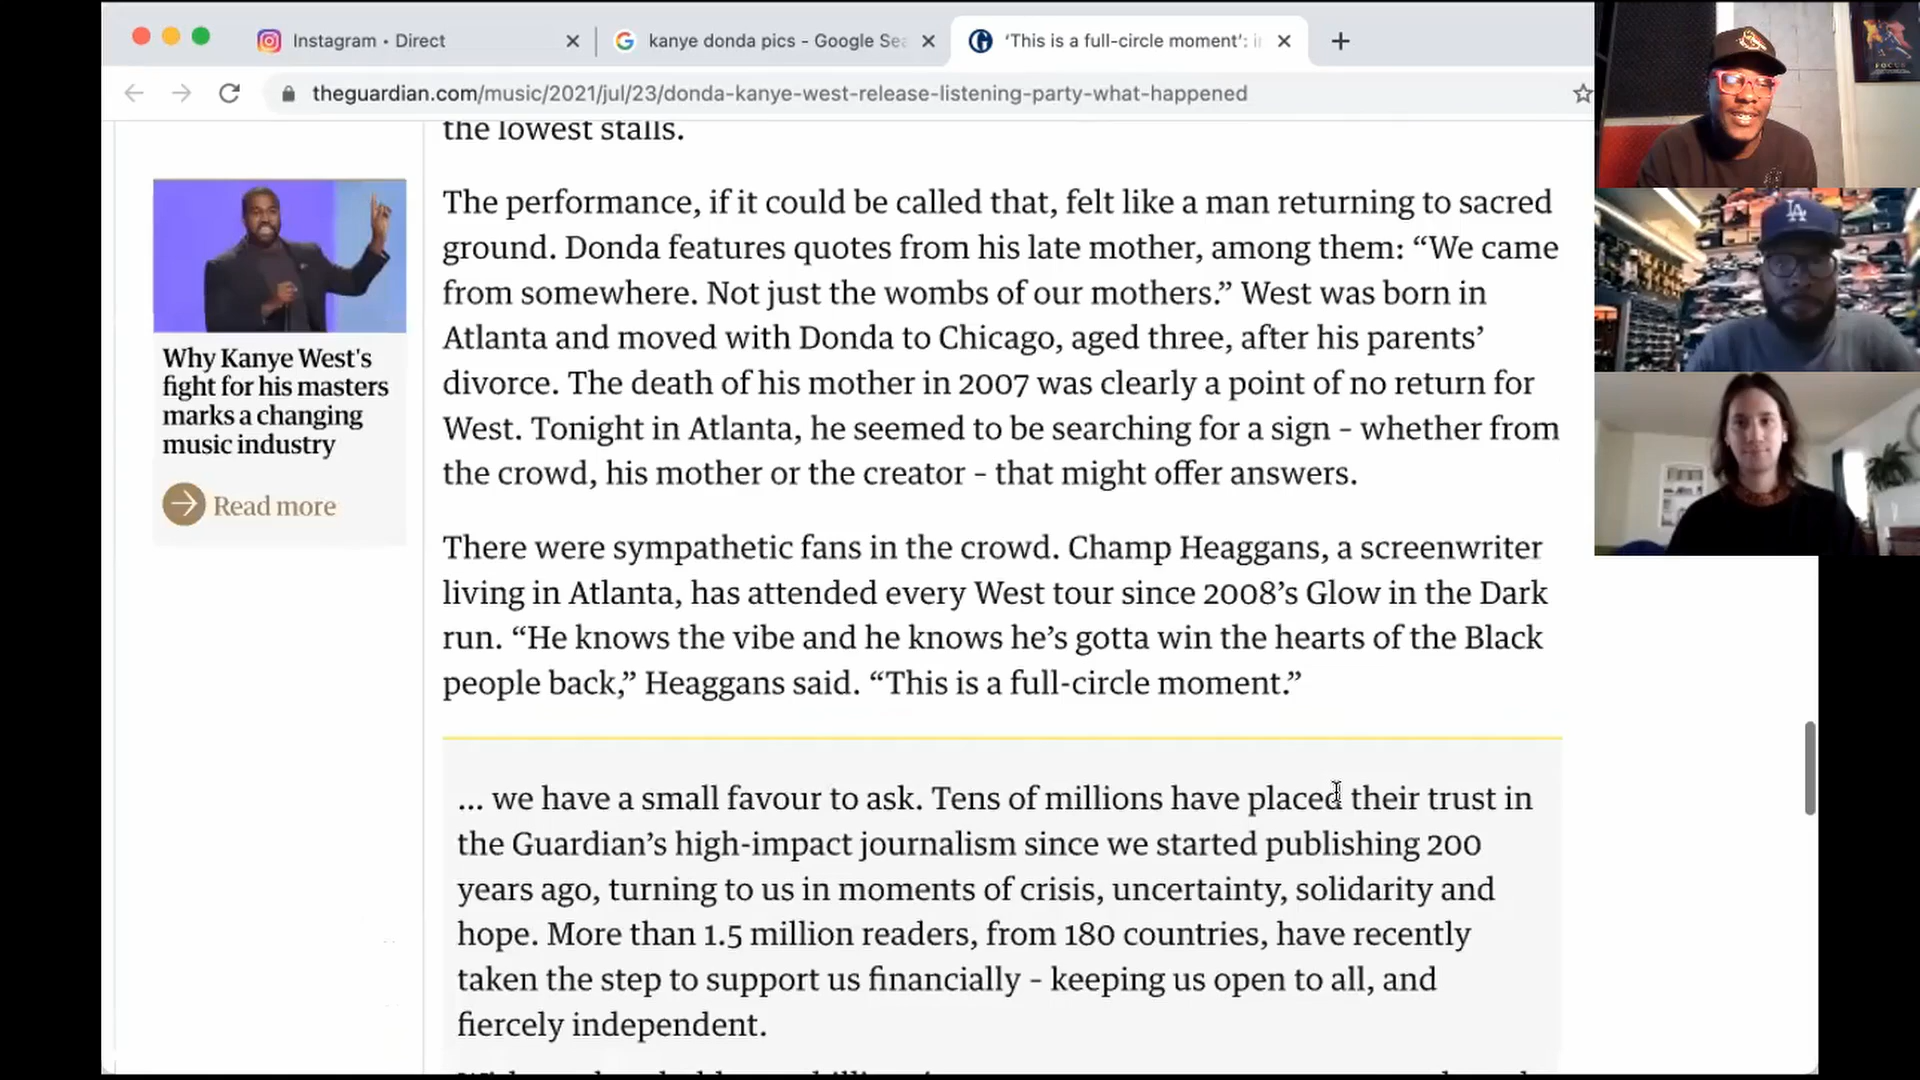 Instagram • Direct
kanye donda pics - Google Sea
‘This is a full-circle moment’: i
theguardian.com/music/2021/jul/23/donda-kanye-west-release-listening-party-what-happened
the lowest stalls.
The performance, if it could be called that, felt like a man returning to sacred
ground. Donda features quotes from his late mother, among them: “We came
from somewhere. Not just the wombs of our mothers.” West was born in
Atlanta and moved with Donda to Chicago, aged three, after his parents’
divorce. The death of his mother in 2007 was clearly a point of no return for
West. Tonight in Atlanta, he seemed to be searching for a sign – whether from
the crowd, his mother or the creator – that might offer answers.
There were sympathetic fans in the crowd. Champ Heaggans, a screenwriter
living in Atlanta, has attended every West tour since 2008’s Glow in the Dark
run. “He knows the vibe and he knows he’s gotta win the hearts of the Black
people back,” Heaggans said. “This is a full-circle moment.”
Why Kanye West's
fight for his masters
marks a changing
music industry
Read more
... we have a small favour to ask. Tens of millions have placed their trust in
the Guardian’s high-impact journalism since we started publishing 200
years ago, turning to us in moments of crisis, uncertainty, solidarity and
hope. More than 1.5 million readers, from 180 countries, have recently
taken the step to support us financially – keeping us open to all, and
fiercely independent.
FOCUS
LA